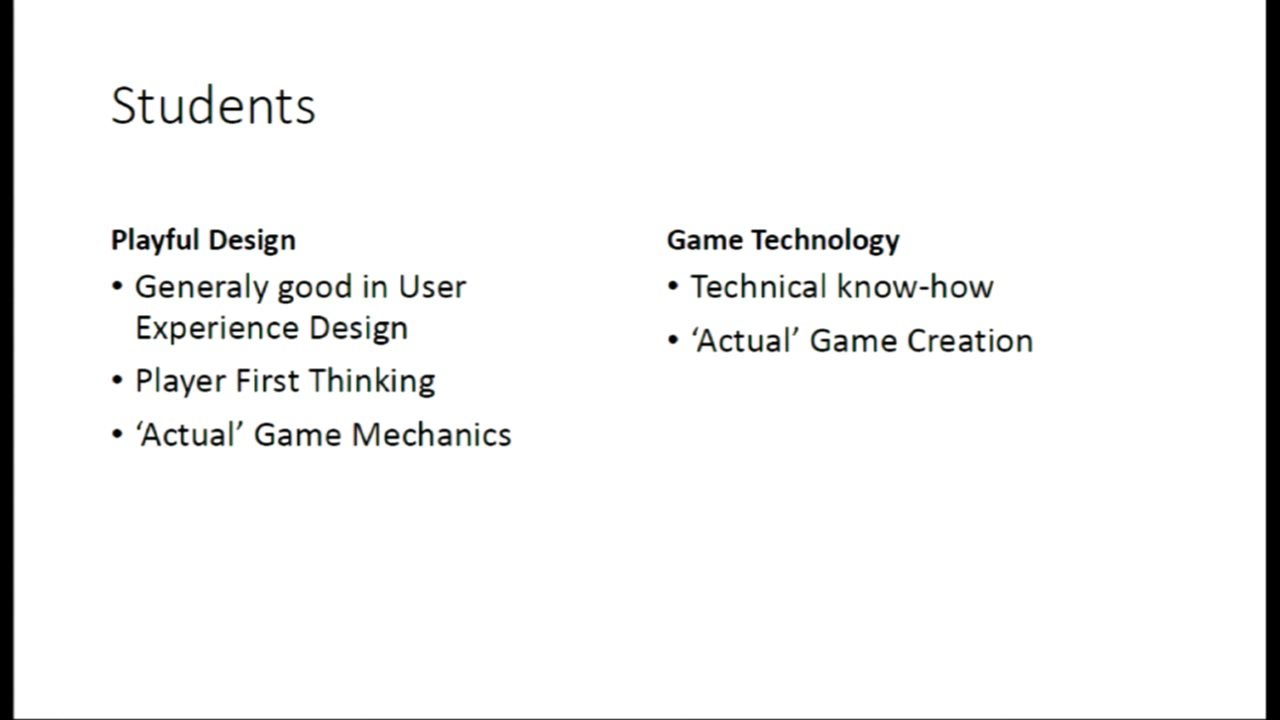 Students
Playful Design
• Generaly good in User
Experience Design
• Player First Thinking
• ‘Actual’ Game Mechanics
Game Technology
• Technical know-how
• ‘Actual’ Game Creation